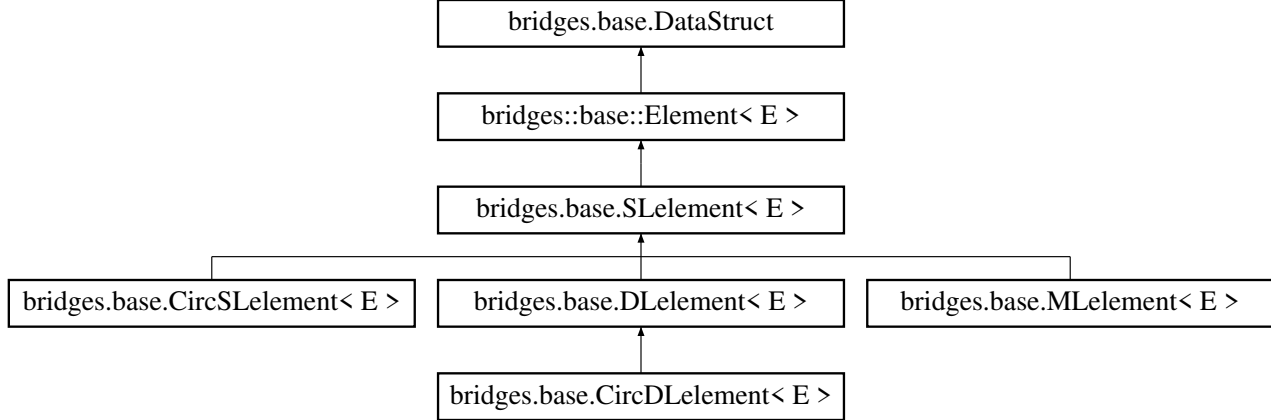 bridges.base.DataStruct
bridges::base::Element< E >
bridges.base.SLelement< E >
bridges.base.CircSLelement< E >
bridges.base.DLelement< E >
bridges.base.MLelement< E >
bridges.base.CircDLelement< E >